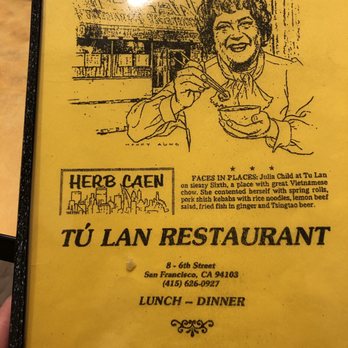 HENRY AUNG
HERB CAEN
★ ★ ★
FACES IN PLACES: Julia Child at Tu Lan
on sleazy Sixth, a place with great Vietnamese
chow. She contented herself with spring rolls,
pork shish kebabs with rice noodles, lemon beef
salad, fried fish in ginger and Tsingtao beer.
TÚ LAN RESTAURANT
8 - 6th Street
San Francisco, CA 94103
(415) 626-0927
LUNCH — DINNER